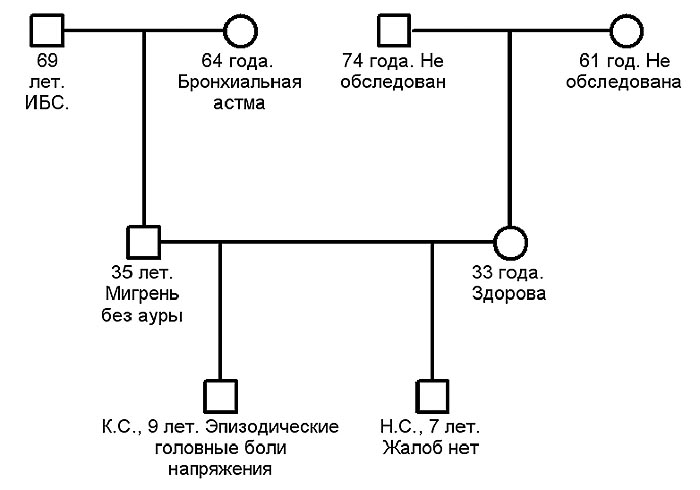 69
лет.
ИБС.
64 года.
Бронхиальная
астма
74 года. Не
обследован
61 год. Не
обследована
35 лет.
Мигрень
без ауры
33 года.
Здорова
К.С., 9 лет. Эпизодические
головные боли
напряжения
Н.С., 7 лет.
Жалоб нет